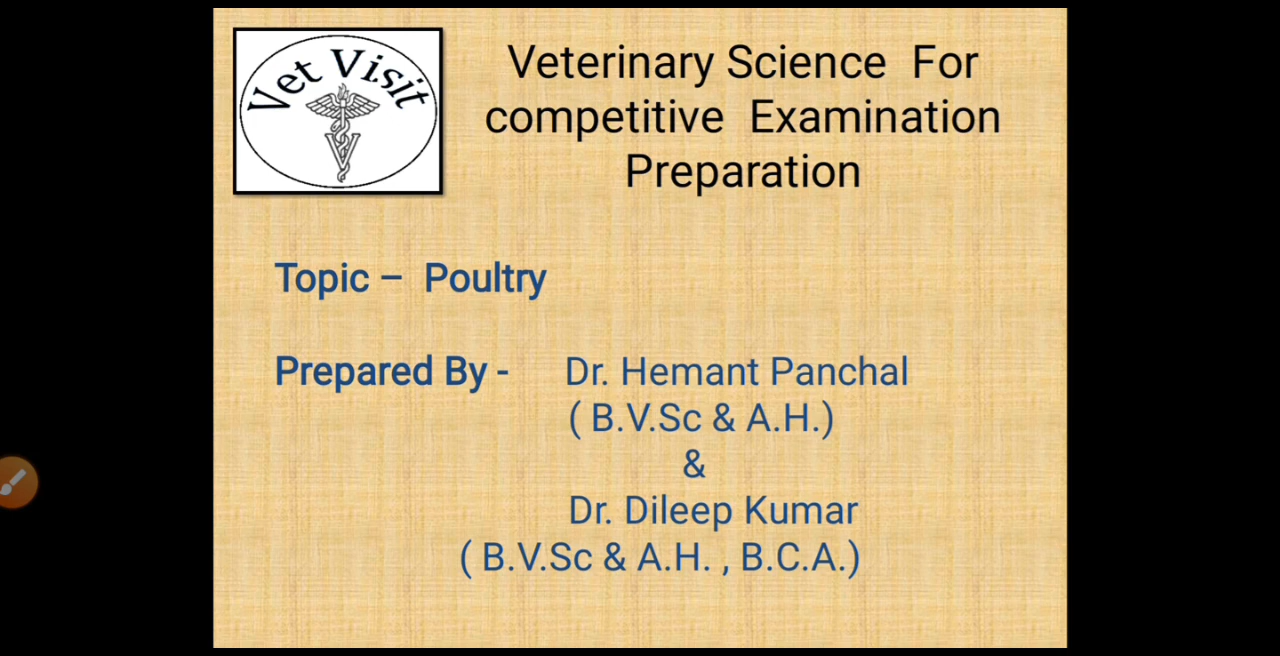 Vet Visit
Veterinary Science For
competitive Examination
Preparation
Topic – Poultry
Prepared By - Dr. Hemant Panchal
( B.V.Sc & A.H.)
&
Dr. Dileep Kumar
( B.V.Sc & A.H. , B.C.A.)